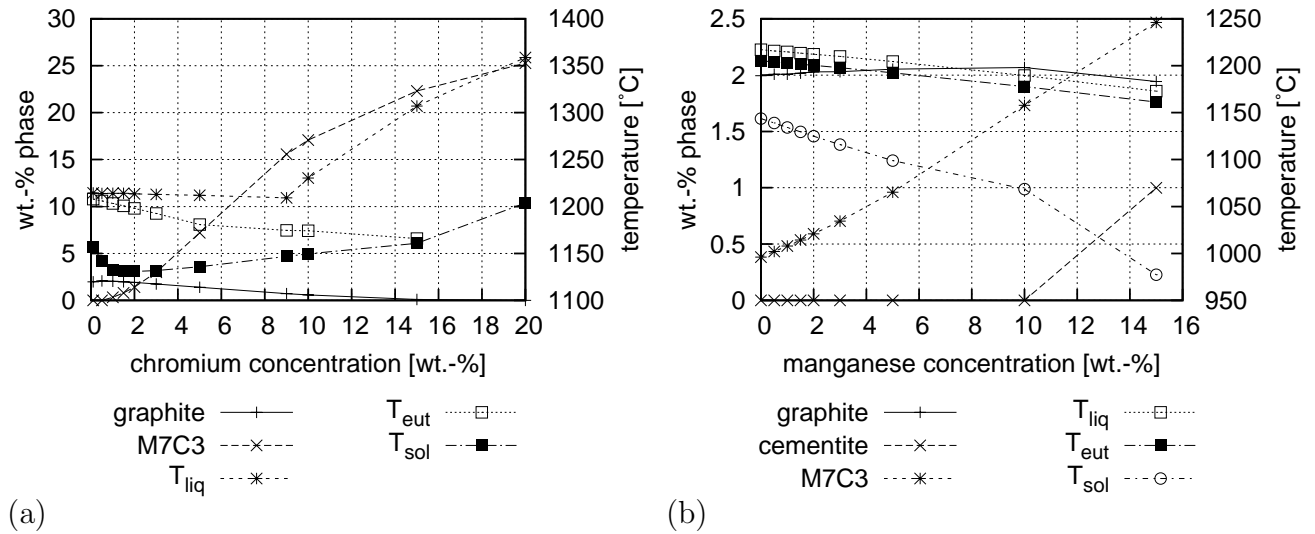 30
25
20
15
10
5
0
wt.-% phase
1400
1350
1300
1250
1200
1150
1100
temperature [˚C]
0 2 4 6 8 10 12 14 16 18 20
chromium concentration [wt.-%]
graphite
M7C3
T_liq
T_eut
T_sol
(a)
2.5
2
1.5
1
0.5
0
wt.-% phase
1250
1200
1150
1100
1050
1000
950
temperature [˚C]
0 2 4 6 8 10 12 14 16
manganese concentration [wt.-%]
graphite
cementite
M7C3
T_liq
T_eut
T_sol
(b)